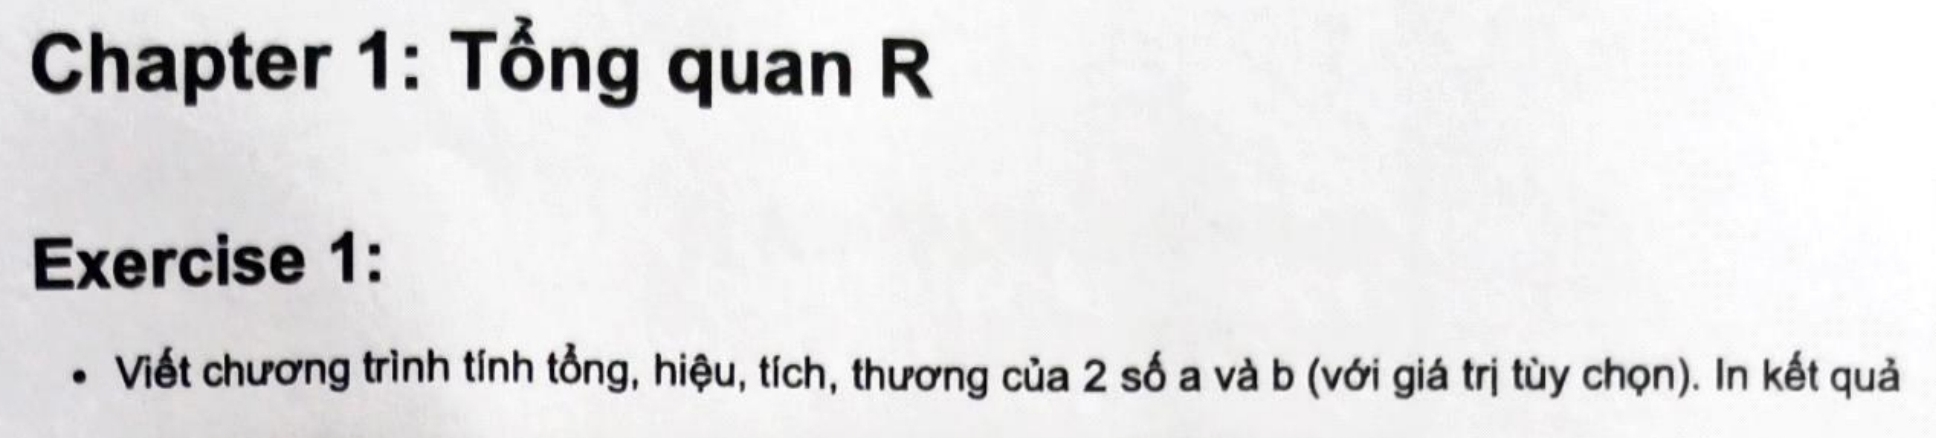 Chapter 1: Tổng quan R
Exercise 1:
• Viết chương trình tính tổng, hiệu, tích, thương của 2 số a và b (với giá trị tùy chọn). In kết quả